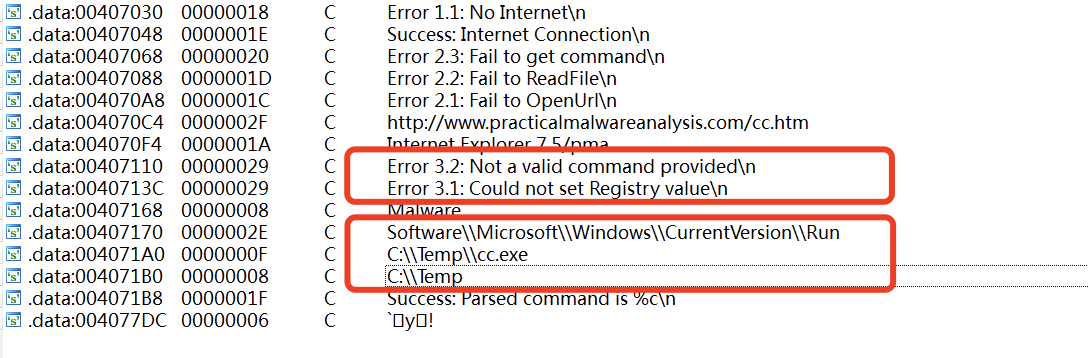 .data:00407030 00000018 C Error 1.1: No Internet\n
.data:00407048 0000001E C Success: Internet Connection\n
.data:00407068 00000020 C Error 2.3: Fail to get command\n
.data:00407088 0000001D C Error 2.2: Fail to ReadFile\n
.data:004070A8 0000001C C Error 2.1: Fail to OpenUrl\n
.data:004070C4 0000002F C http://www.practicalmalwareanalysis.com/cc.htm
.data:004070F4 0000001A C Internet Explorer 7.5/pma
.data:00407110 00000029 C Error 3.2: Not a valid command provided\n
.data:0040713C 00000029 C Error 3.1: Could not set Registry value\n
.data:00407168 00000008 C Malware
.data:00407170 0000002E C Software\\Microsoft\\Windows\\CurrentVersion\\Run
.data:004071A0 0000000F C C:\\Temp\\cc.exe
.data:004071B0 00000008 C C:\\Temp
.data:004071B8 0000001F C Success: Parsed command is %c\n
.data:004077DC 00000006 C `▯y▯!